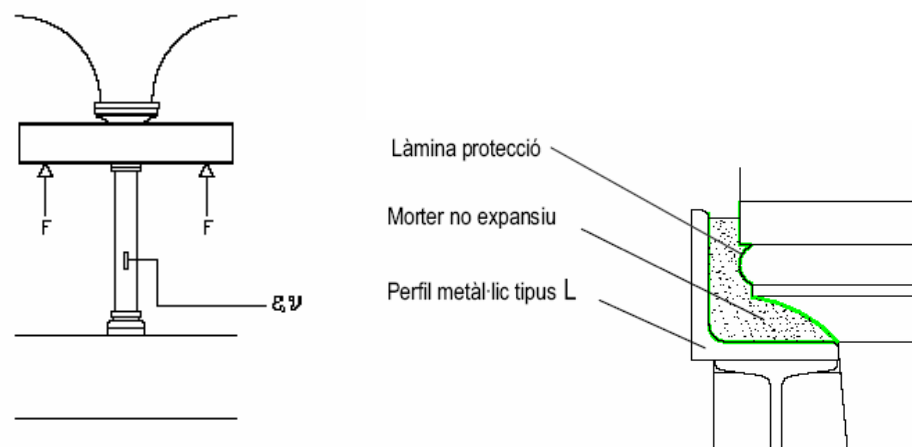 F
F
ε,ν
Làmina protecció
Morter no expansiu
Perfil metàl·lic tipus L